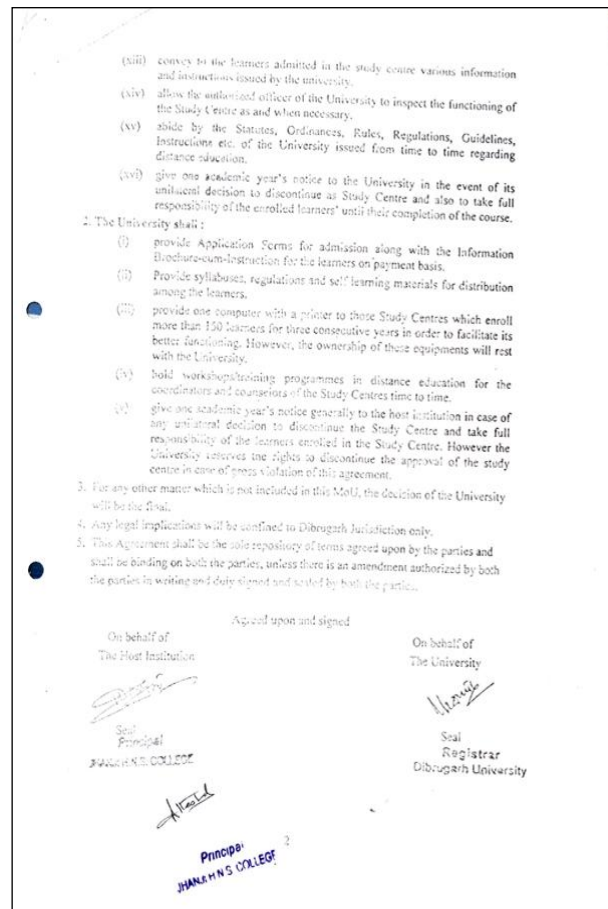 (xiii) convey to the learners admitted in the study centre various information
and instructions issued by the university.
(xiv) allow the authorized officer of the University to inspect the functioning of
the Study Centre as and when necessary.
(xv) abide by the Statutes, Ordinances, Rules, Regulations, Guidelines,
Instructions etc. of the University issued from time to time regarding
distance education.
(xvi) give one academic year's notice to the University in the event of its
unilateral decision to discontinue as Study Centre and also to take full
responsibility of the enrolled learners' until their completion of the course.
2. The University shall :
(i) provide Application Forms for admission along with the Information
Brochure-cum-Instruction for the learners on payment basis.
(ii) Provide syllabuses, regulations and self learning materials for distribution
among the learners.
(iii) provide one computer with a printer to those Study Centres which enroll
more than 150 learners for three consecutive years in order to facilitate its
better functioning. However, the ownership of these equipments will rest
with the University.
(iv) hold workshops/training programmes in distance education for the
coordinators and counselors of the Study Centres time to time.
(v) give one academic year's notice generally to the host institution in case of
any unilateral decision to discontinue the Study Centre and take full
responsibility of the learners enrolled in the Study Centre. However the
University reserves the rights to discontinue the approval of the study
centre in case of gross violation of this agreement.
3. For any other matter which is not included in this MoU, the decision of the University
will be the final.
4. Any legal implications will be confined to Dibrugarh Jurisdiction only.
5. This Agreement shall be the sole repository of terms agreed upon by the parties and
shall be binding on both the parties, unless there is an amendment authorized by both
the parties in writing and duly signed and sealed by both the parties.
Agreed upon and signed
On behalf of
The Host Institution
On behalf of
The University
Seal
Principal
JHANJI H.N.S. COLLEGE
Seal
Registrar
Dibrugarh University
2
Principal
JHANJI H N S COLLEGE